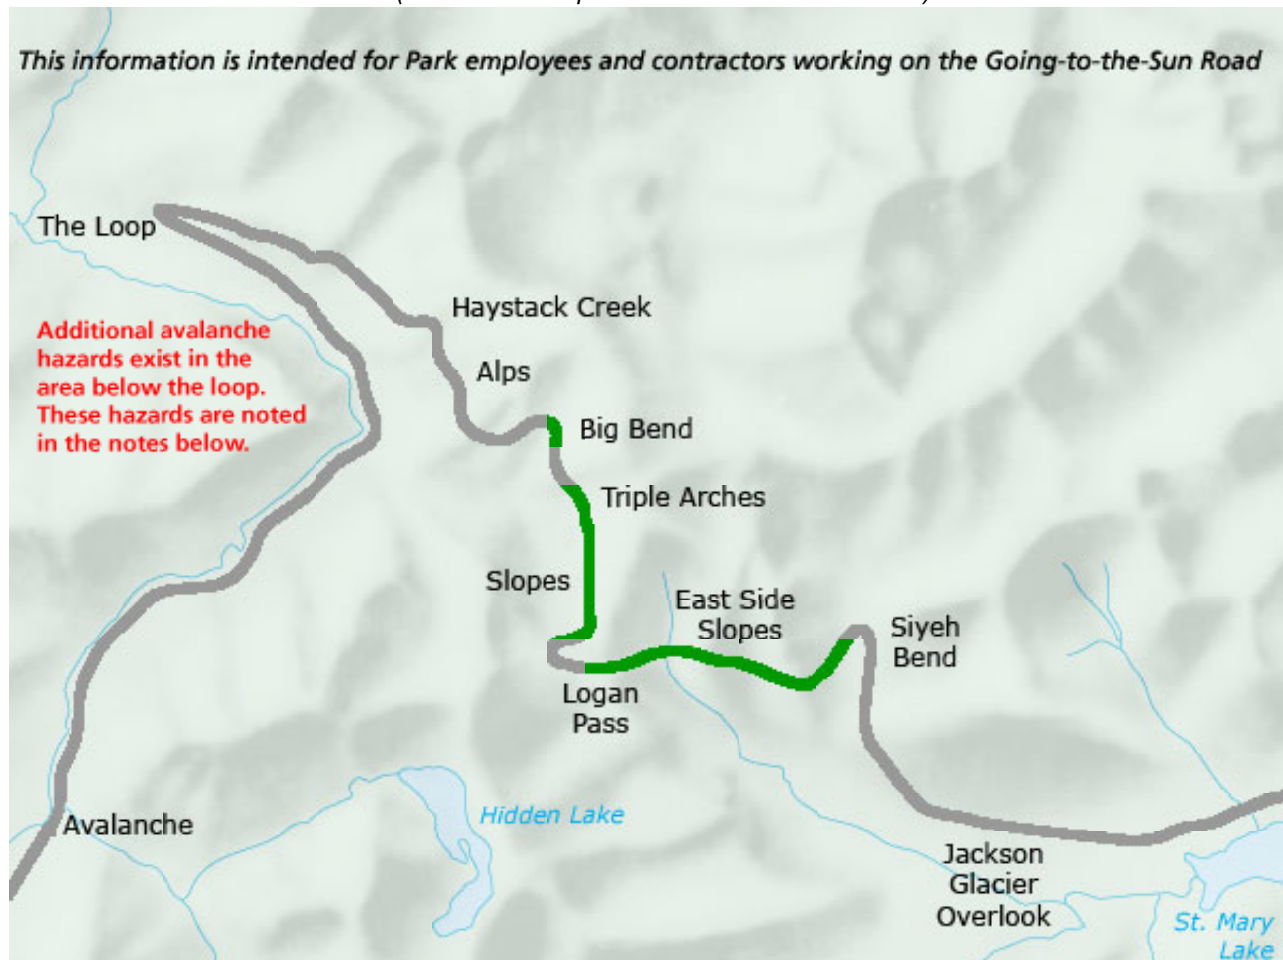 This information is intended for Park employees and contractors working on the Going-to-the-Sun Road
The Loop
Haystack Creek
Additional avalanche
hazards exist in the
area below the loop.
These hazards are noted
in the notes below.
Alps
Big Bend
Triple Arches
Slopes
East Side
Slopes
Siyeh
Bend
Logan
Pass
Hidden Lake
Avalanche
Jackson
Glacier
Overlook
St. Mary
Lake